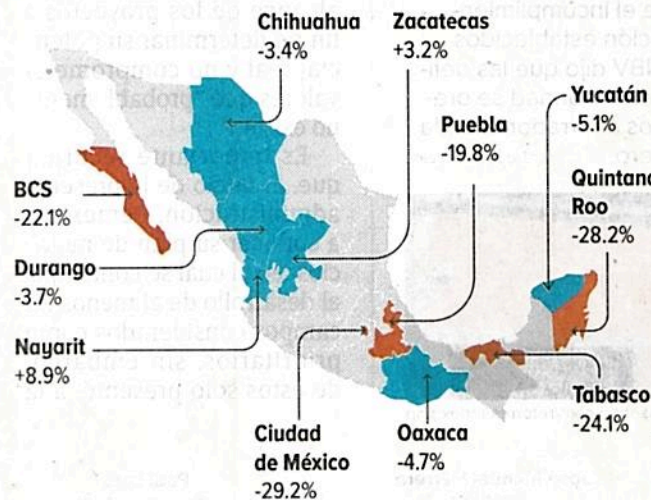 Chihuahua
-3.4%
Zacatecas
+3.2%
Yucatán
-5.1%
Puebla
-19.8%
Quintana
Roo
-28.2%
BCS
-22.1%
Durango
-3.7%
Nayarit
+8.9%
Tabasco
-24.1%
Ciudad
de México
-29.2%
Oaxaca
-4.7%